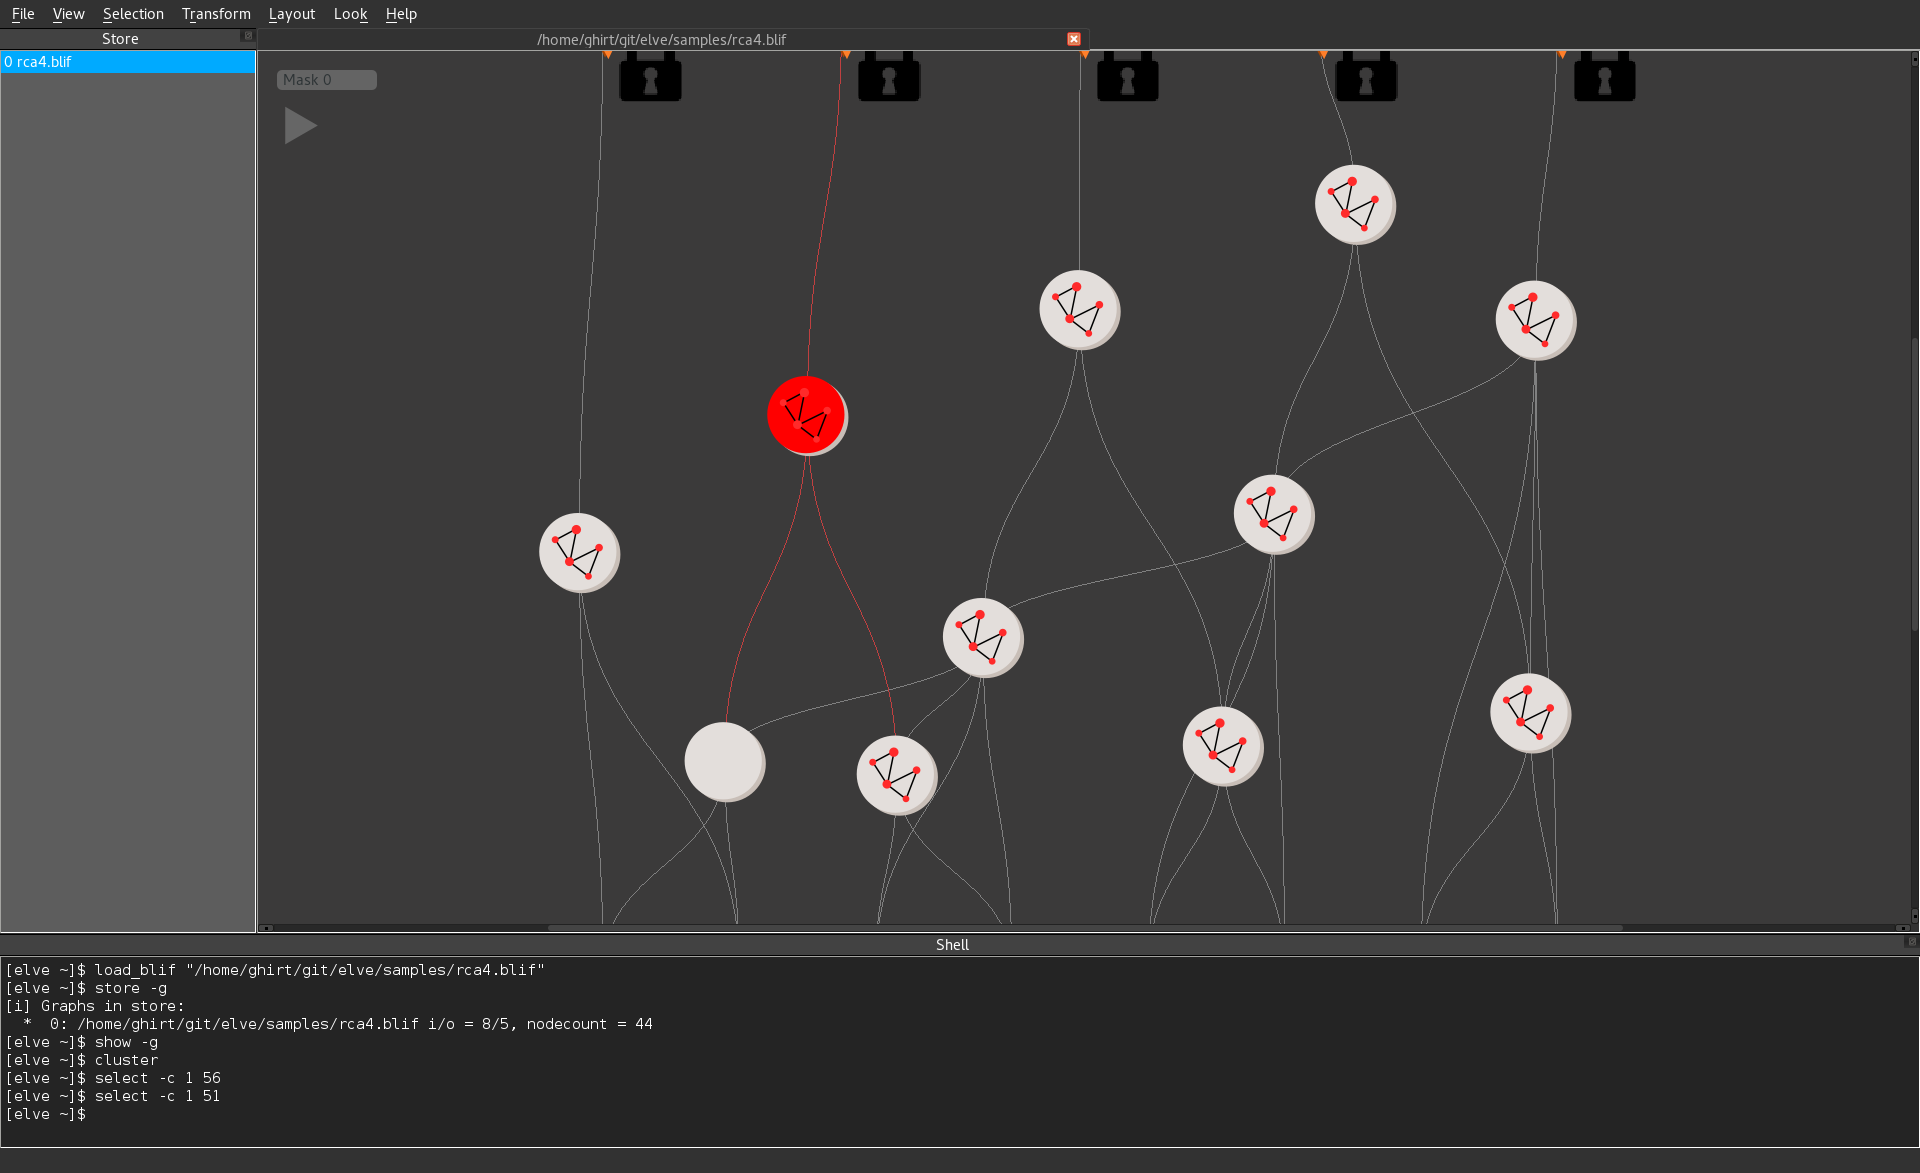 File View Selection Transform Layout Look Help
Store
/home/ghirt/git/elve/samples/rca4.blif
0 rca4.blif
Mask 0
Shell
[elve ~]$ load_blif "/home/ghirt/git/elve/samples/rca4.blif"
[elve ~]$ store -g
[i] Graphs in store:
  *  0: /home/ghirt/git/elve/samples/rca4.blif i/o = 8/5, nodecount = 44
[elve ~]$ show -g
[elve ~]$ cluster
[elve ~]$ select -c 1 56
[elve ~]$ select -c 1 51
[elve ~]$